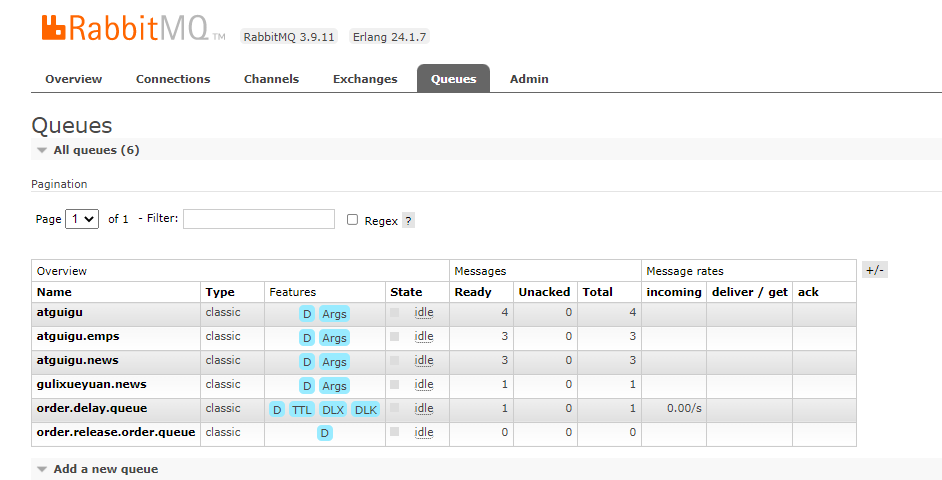 RabbitMQ TM RabbitMQ 3.9.11 Erlang 24.1.7
Overview Connections Channels Exchanges Queues Admin
Queues
All queues (6)
Pagination
Page 1 of 1 - Filter: Regex ?
Overview Messages Message rates +/-
Name Type Features State Ready Unacked Total incoming deliver / get ack
atguigu classic D Args idle 4 0 4
atguigu.emps classic D Args idle 3 0 3
atguigu.news classic D Args idle 3 0 3
gulixueyuan.news classic D Args idle 1 0 1
order.delay.queue classic D TTL DLX DLK idle 1 0 1 0.00/s
order.release.order.queue classic D idle 0 0 0
Add a new queue